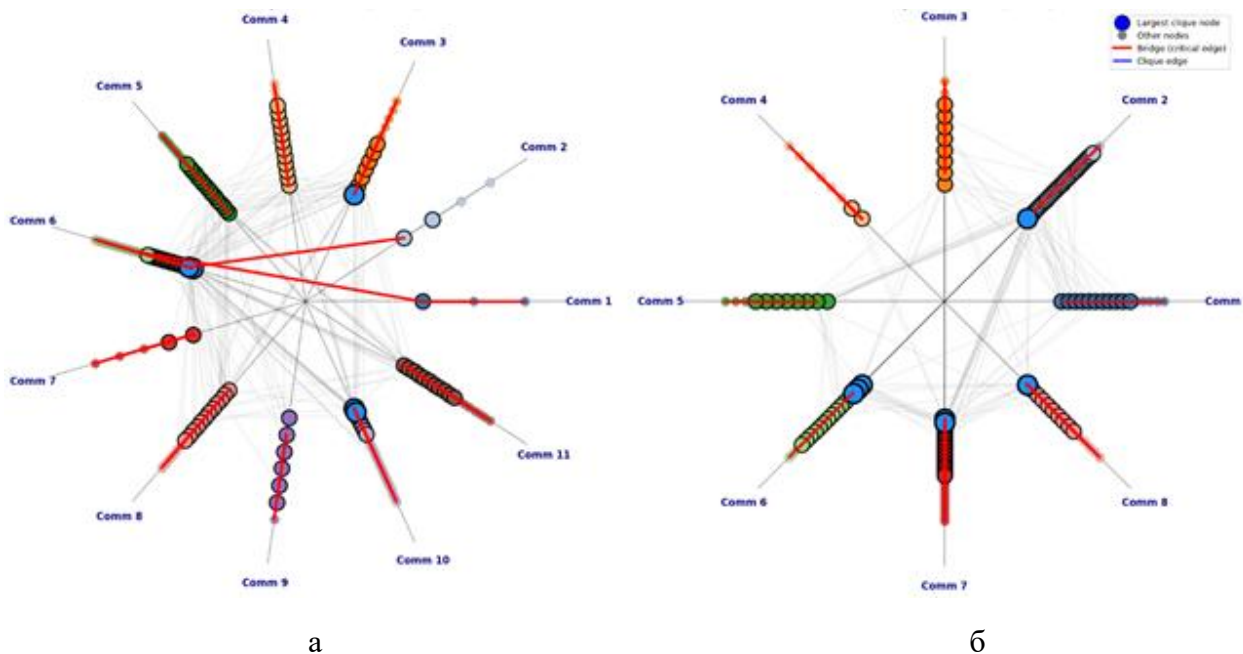 Comm 4
Comm 3
Comm 5
Comm 2
Comm 6
Comm 1
Comm 7
Comm 8
Comm 11
Comm 9
Comm 10
а
Comm 3
Largest clique node
Other nodes
Bridge (critical edge)
Clique edge
Comm 4
Comm 2
Comm 5
Comm
Comm 6
Comm 8
Comm 7
б